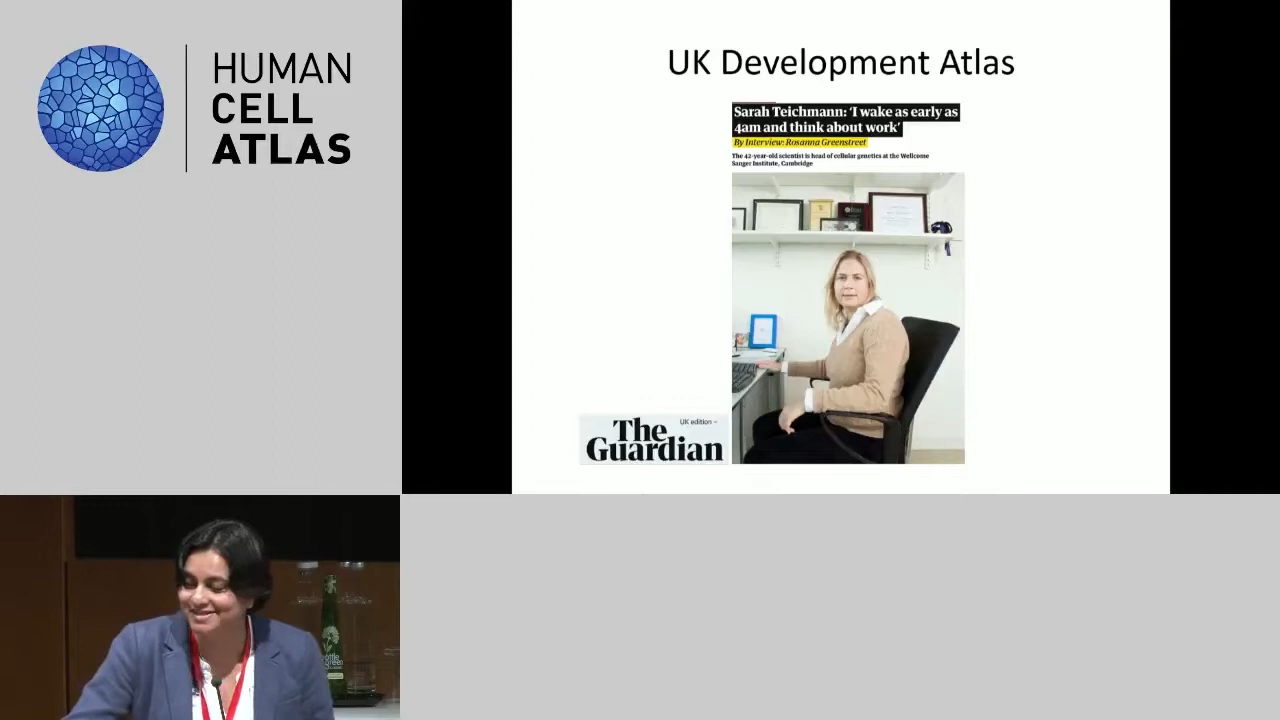 HUMAN
CELL
ATLAS
UK Development Atlas
Sarah Teichmann: ‘I wake as early as
4am and think about work’
By Interview: Rosanna Greenstreet
The 42-year-old scientist is head of cellular genetics at the Wellcome
Sanger Institute, Cambridge
UK edition
The
Guardian